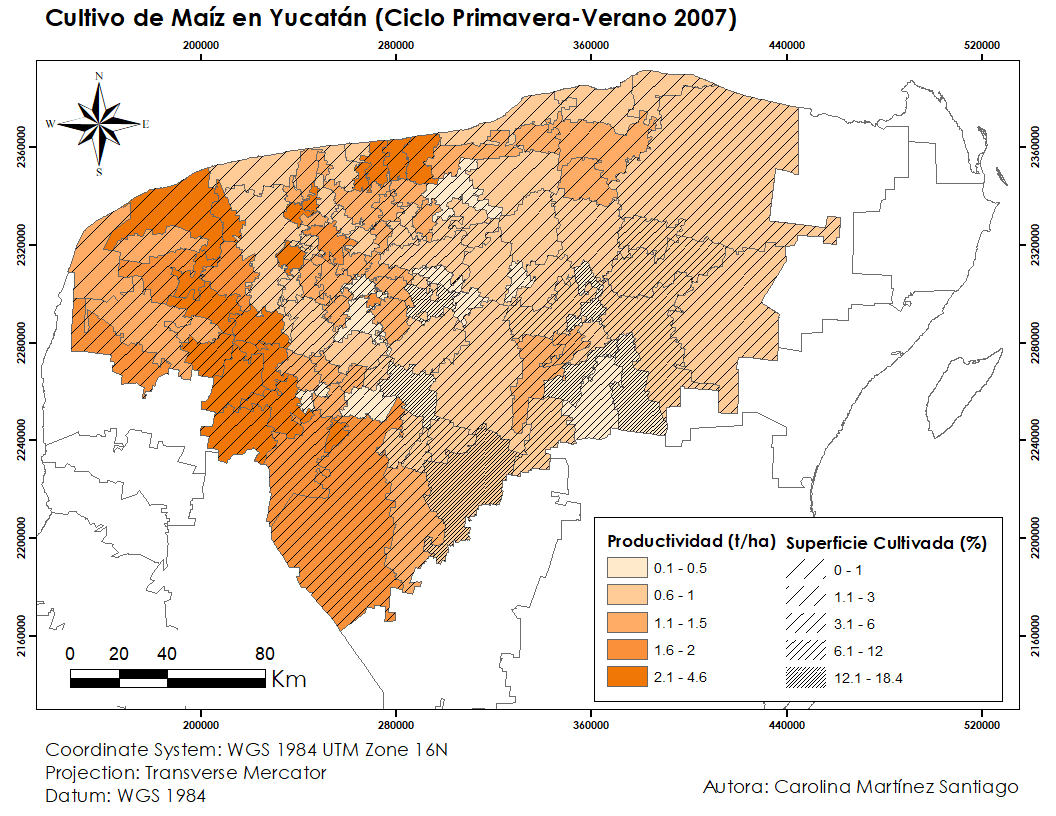 Cultivo de Maíz en Yucatán (Ciclo Primavera-Verano 2007)
200000 280000 360000 440000 520000
N
W E
S
2360000 2360000
2320000 2320000
2280000 2280000
2240000 2240000
2200000 2200000
2160000 2160000
Productividad (t/ha) Superficie Cultivada (%)
0.1 - 0.5 0 - 1
0.6 - 1 1.1 - 3
1.1 - 1.5 3.1 - 6
1.6 - 2 6.1 - 12
2.1 - 4.6 12.1 - 18.4
0 20 40 80
Km
200000 280000 360000 440000 520000
Coordinate System: WGS 1984 UTM Zone 16N
Projection: Transverse Mercator
Datum: WGS 1984
Autora: Carolina Martínez Santiago